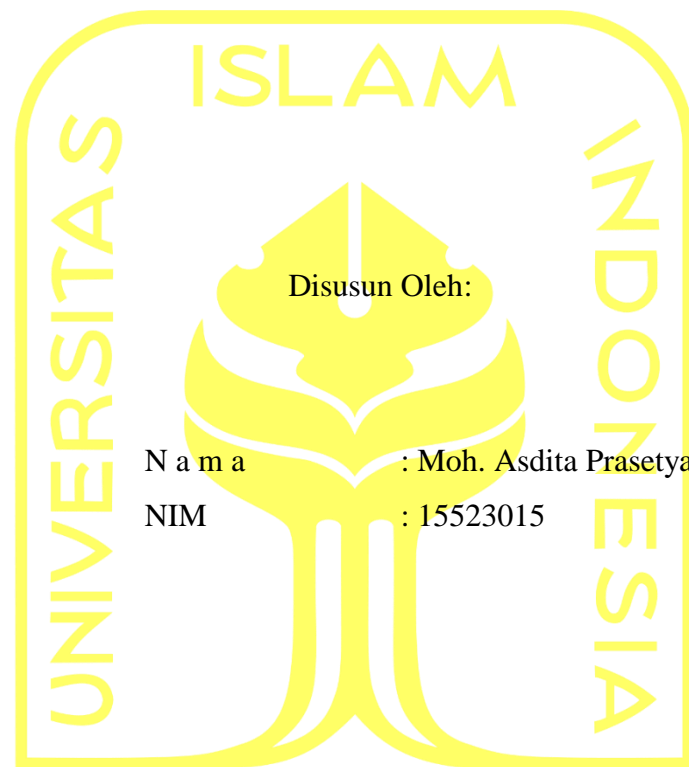 ISLAM
UNIVERSITAS
INDONESIA
Disusun Oleh:
N a m a : Moh. Asdita Prasetya
NIM : 15523015